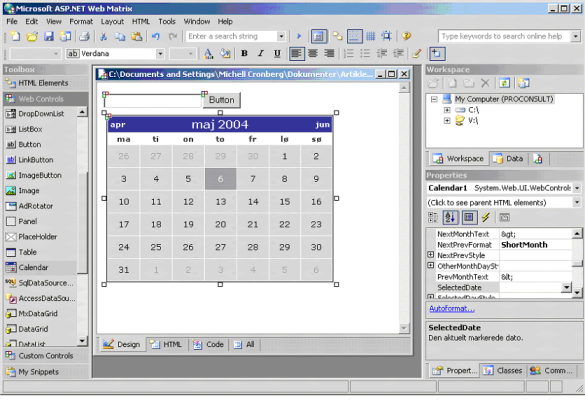 Microsoft ASP.NET Web Matrix
File Edit View Format Layout HTML Tools Window Help
Enter a search string
Type keywords to search online help
Verdana
B I U
Toolbox
HTML Elements
Web Controls
DropDownList
ListBox
Button
LinkButton
ImageButton
Image
AdRotator
Panel
PlaceHolder
Table
Calendar
SqlDataSource...
AccessDataSou...
MxDataGrid
DataGrid
DataList
Custom Controls
My Snippets
C:\Documents and Settings\Michell Cronberg\Dokumenter\Artikle...
Button
apr maj 2004 jun
ma ti on to fr lø sø
26 27 28 29 30 1 2
3 4 5 6 7 8 9
10 11 12 13 14 15 16
17 18 19 20 21 22 23
24 25 26 27 28 29 30
31 1 2 3 4 5 6
Design HTML Code All
Workspace
My Computer (PROCONSULT)
C:\
V:\
Workspace Data
Properties
Calendar1 System.Web.UI.WebControls
(Click to see parent HTML elements)
NextMonthText &gt;
NextPrevFormat ShortMonth
NextPrevStyle
OtherMonthDaySt
PrevMonthText &lt;
SelectedDate
SelectedDayStyle
Autoformat...
SelectedDate
Den aktuelt markerede dato.
Propert... Classes Comm...